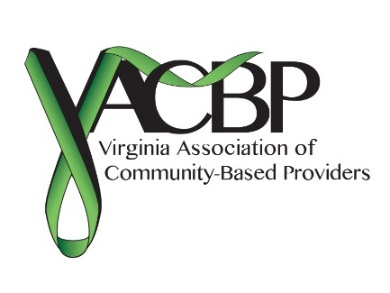 VACBP
Virginia Association of
Community-Based Providers